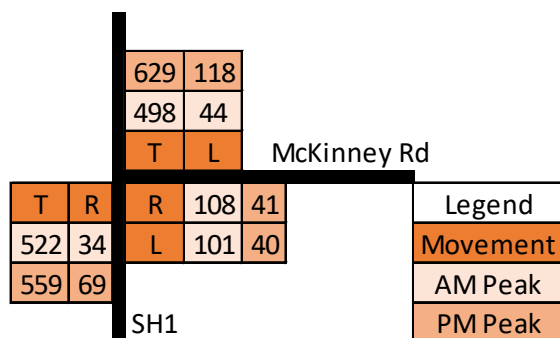 629 118
498 44
T L
McKinney Rd
T R R 108 41 Legend
522 34 L 101 40 Movement
559 69 AM Peak
SH1 PM Peak